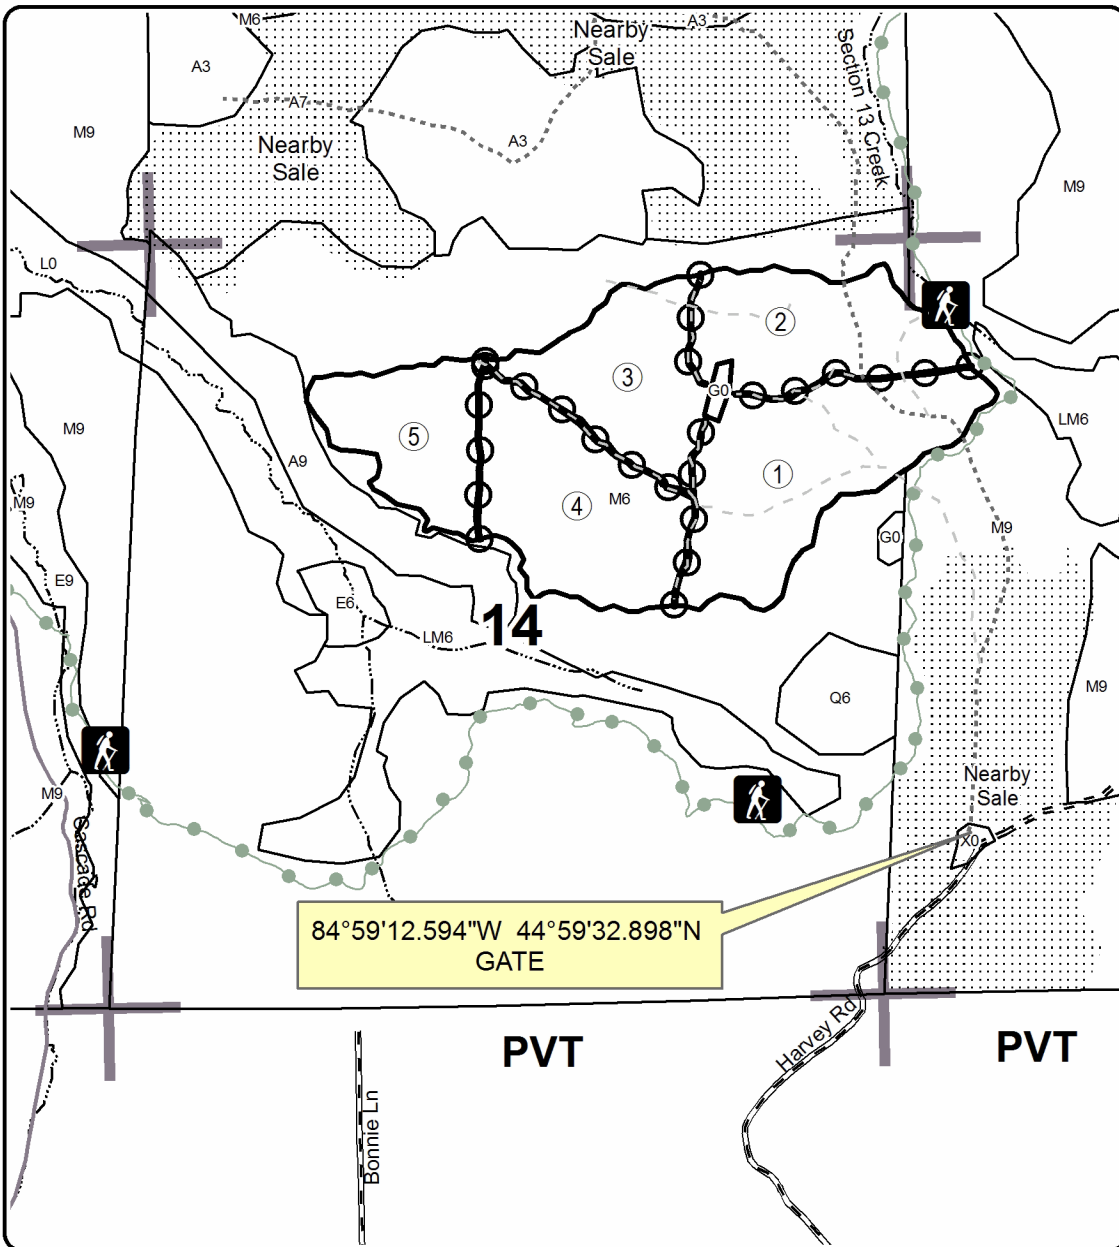 M6
A3
Nearby
Sale
A3
A7
M9
A3
Nearby
Sale
Section 13 Creek
M9
L0
②
③
G0
LM6
M9
⑤
A9
①
M9
④
M6
M9
G0
E9
E6
14
LM6
M9
Q6
Nearby
Sale
M9
X0
Cascade Rd
84°59'12.594"W 44°59'32.898"N
GATE
Harvey Rd
PVT
PVT
Bonnie Ln